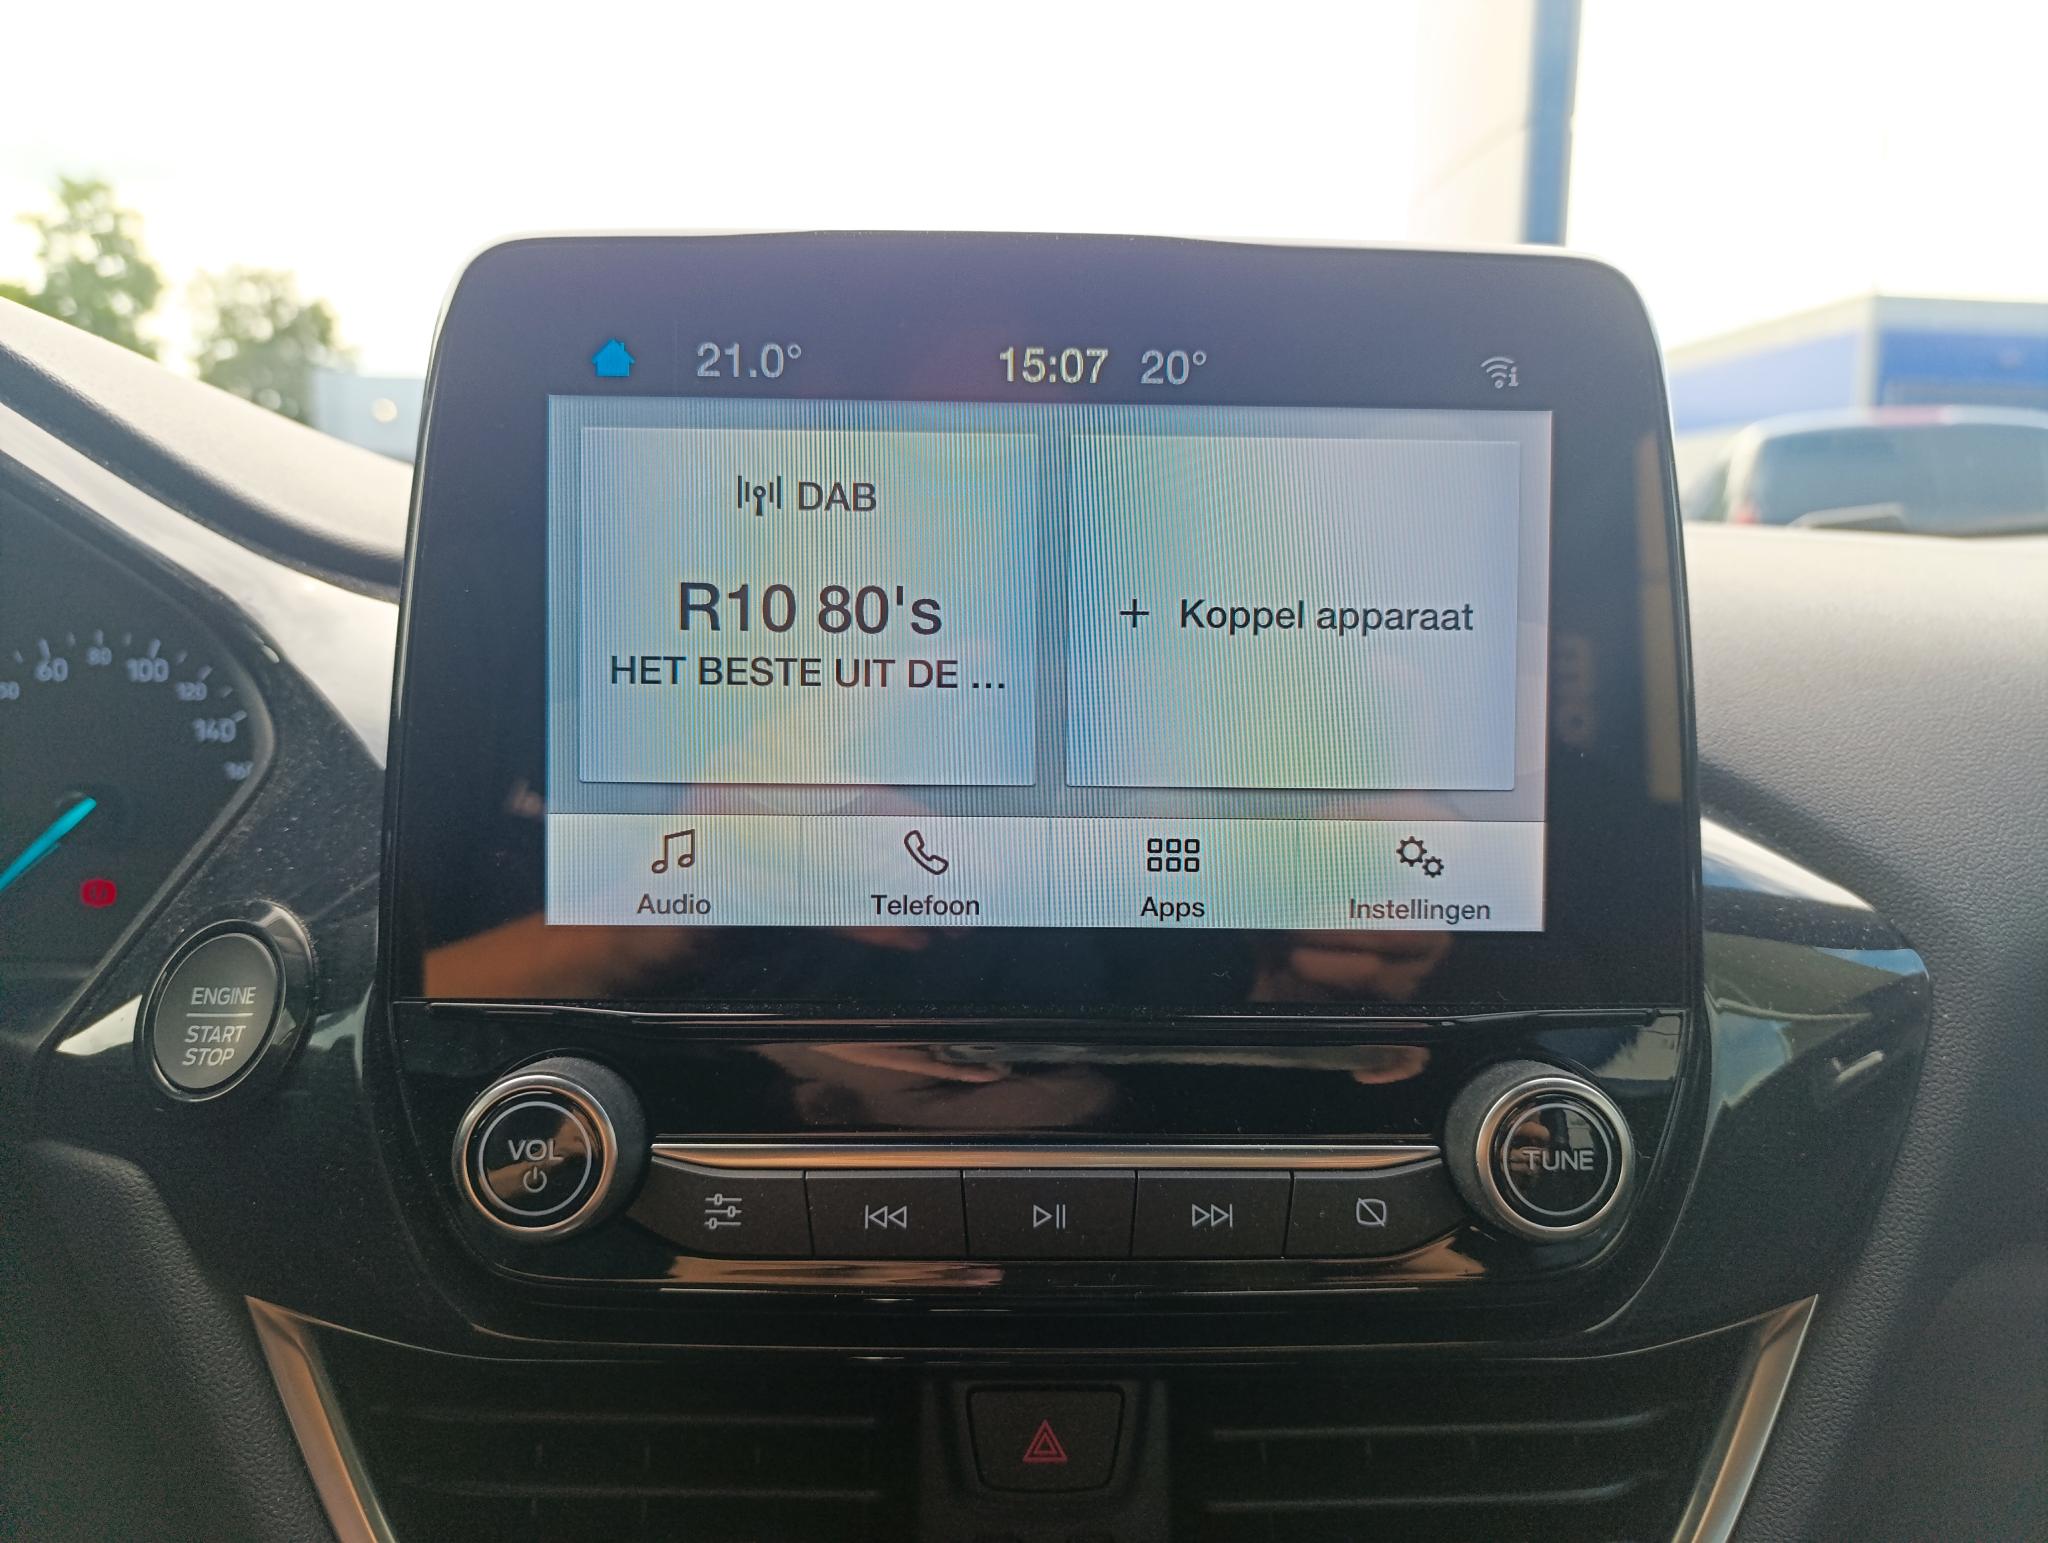 21.0° 15:07 20°
DAB
R10 80's
HET BESTE UIT DE ...
+ Koppel apparaat
Audio Telefoon Apps Instellingen
60 80 100 120 140 160
ENGINE
START
STOP
VOL
TUNE